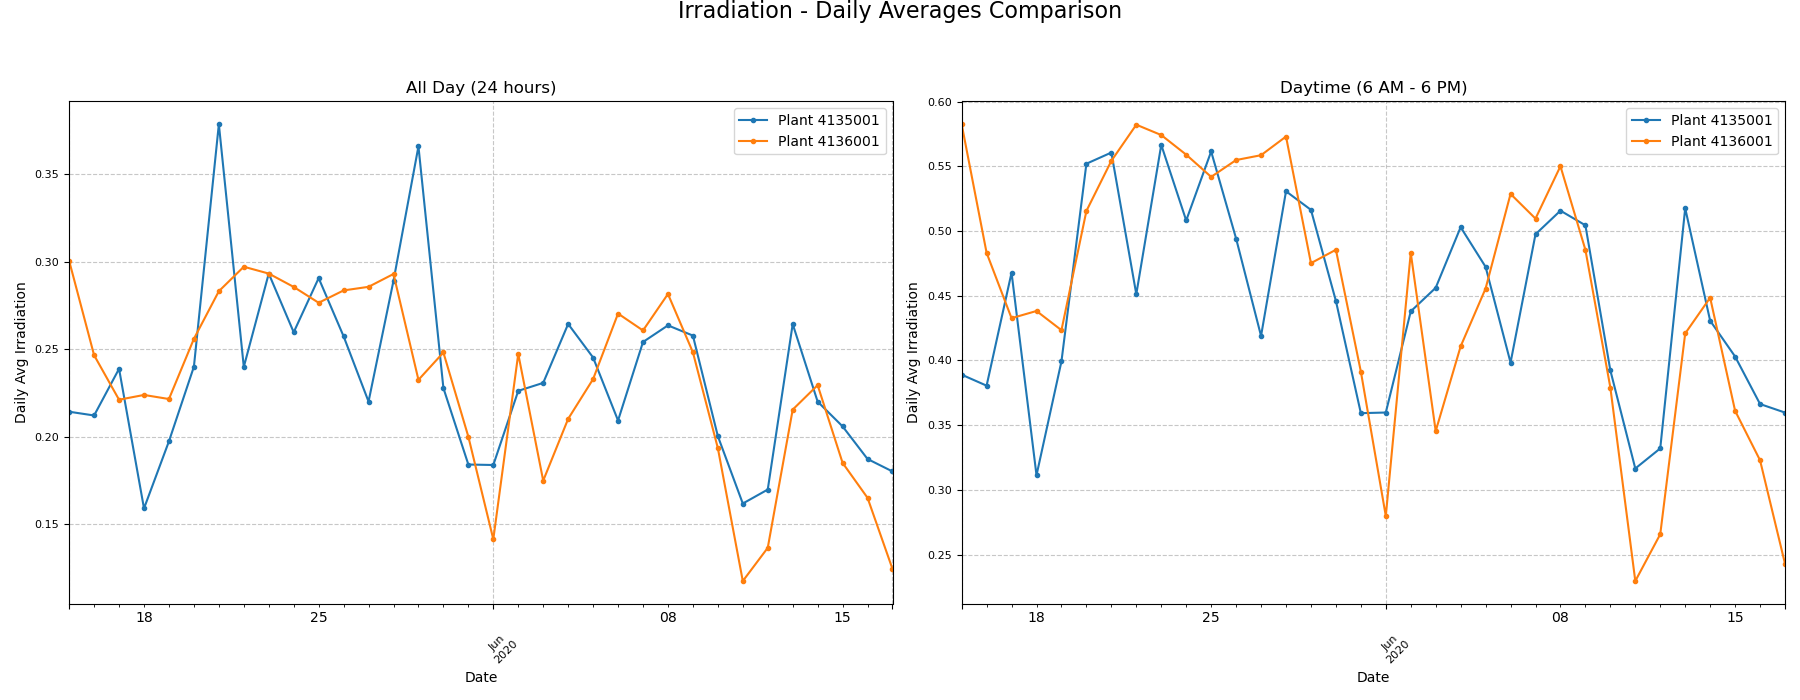 Irradiation - Daily Averages Comparison
All Day (24 hours)
Plant 4135001
Plant 4136001
Daily Avg Irradiation
0.35
0.30
0.25
0.20
0.15
18
25
Jun
2020
08
15
Date
Daytime (6 AM - 6 PM)
Plant 4135001
Plant 4136001
Daily Avg Irradiation
0.60
0.55
0.50
0.45
0.40
0.35
0.30
0.25
18
25
Jun
2020
08
15
Date